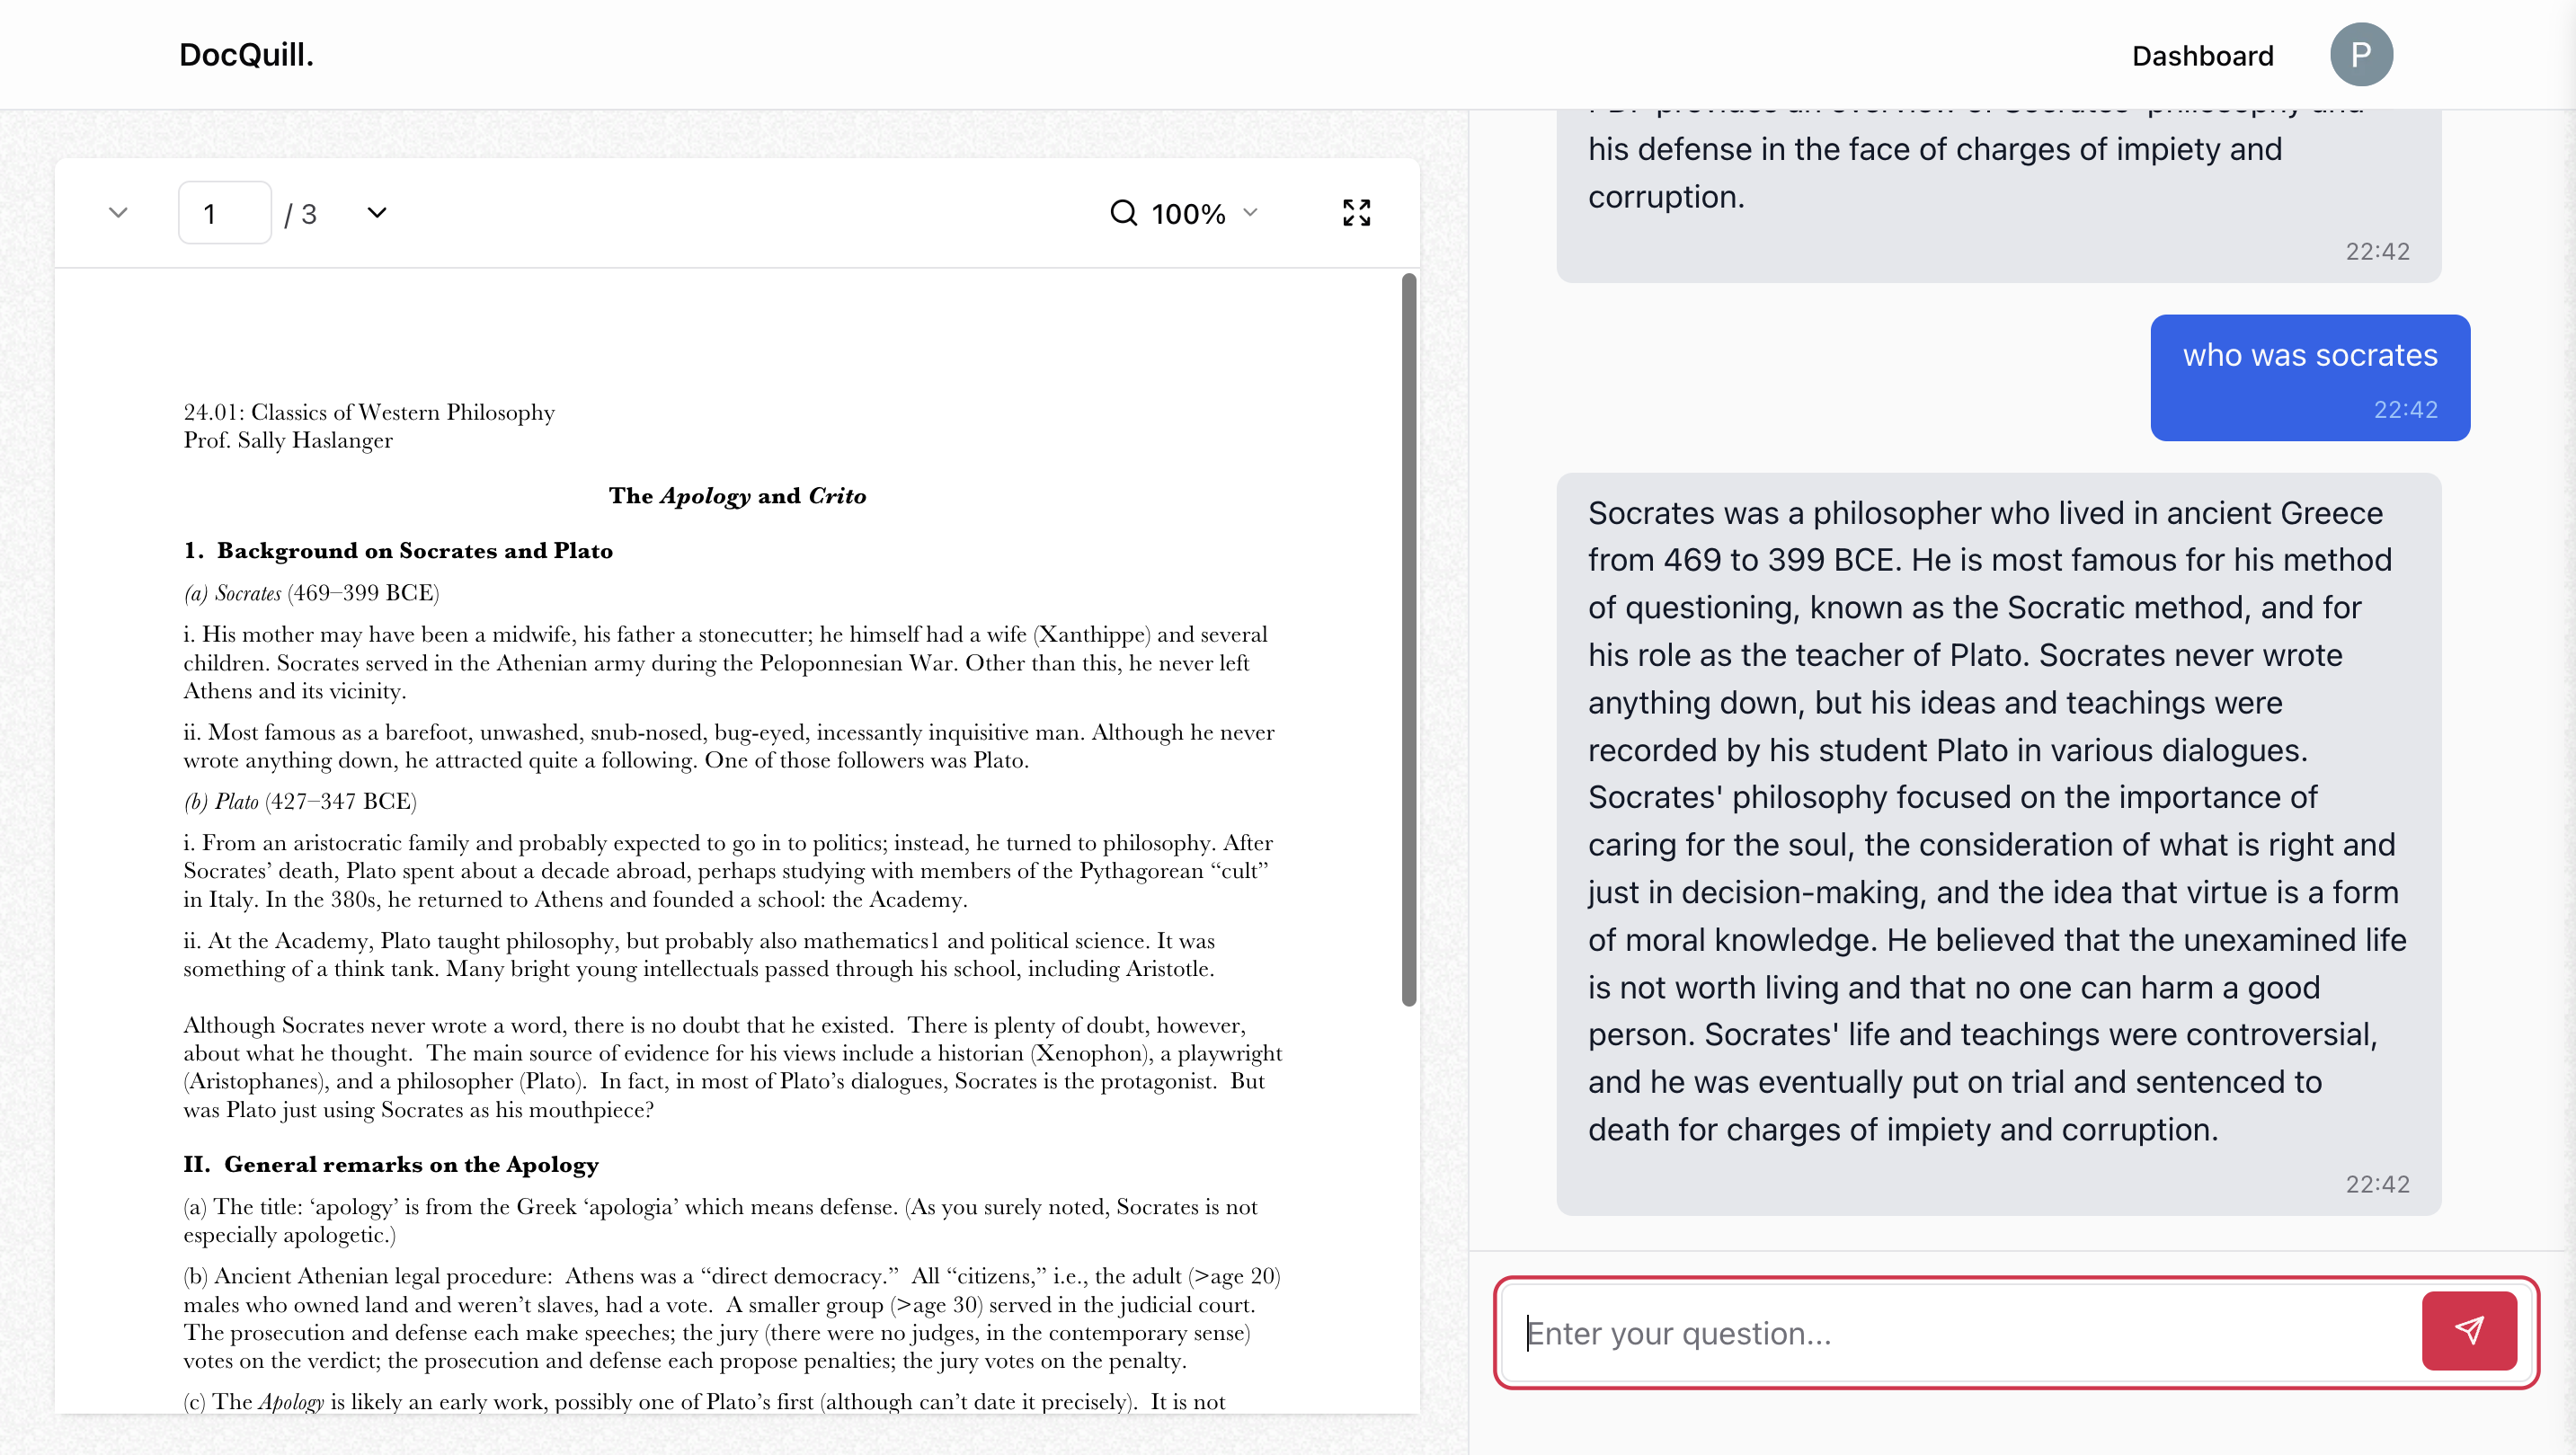 DocQuill.
Dashboard
P
1
/ 3
100%
24.01: Classics of Western Philosophy
Prof. Sally Haslanger
The Apology and Crito
1. Background on Socrates and Plato
(a) Socrates (469–399 BCE)
i. His mother may have been a midwife, his father a stonecutter; he himself had a wife (Xanthippe) and several
children. Socrates served in the Athenian army during the Peloponnesian War. Other than this, he never left
Athens and its vicinity.
ii. Most famous as a barefoot, unwashed, snub-nosed, bug-eyed, incessantly inquisitive man. Although he never
wrote anything down, he attracted quite a following. One of those followers was Plato.
(b) Plato (427–347 BCE)
i. From an aristocratic family and probably expected to go in to politics; instead, he turned to philosophy. After
Socrates’ death, Plato spent about a decade abroad, perhaps studying with members of the Pythagorean “cult”
in Italy. In the 380s, he returned to Athens and founded a school: the Academy.
ii. At the Academy, Plato taught philosophy, but probably also mathematics1 and political science. It was
something of a think tank. Many bright young intellectuals passed through his school, including Aristotle.
Although Socrates never wrote a word, there is no doubt that he existed. There is plenty of doubt, however,
about what he thought. The main source of evidence for his views include a historian (Xenophon), a playwright
(Aristophanes), and a philosopher (Plato). In fact, in most of Plato’s dialogues, Socrates is the protagonist. But
was Plato just using Socrates as his mouthpiece?
II. General remarks on the Apology
(a) The title: ‘apology’ is from the Greek ‘apologia’ which means defense. (As you surely noted, Socrates is not
especially apologetic.)
(b) Ancient Athenian legal procedure: Athens was a “direct democracy.” All “citizens,” i.e., the adult (>age 20)
males who owned land and weren’t slaves, had a vote. A smaller group (>age 30) served in the judicial court.
The prosecution and defense each make speeches; the jury (there were no judges, in the contemporary sense)
votes on the verdict; the prosecution and defense each propose penalties; the jury votes on the penalty.
(c) The Apology is likely an early work, possibly one of Plato’s first (although can’t date it precisely). It is not
PDF provides an overview of Socrates' philosophy and
his defense in the face of charges of impiety and
corruption.
22:42
who was socrates
22:42
Socrates was a philosopher who lived in ancient Greece
from 469 to 399 BCE. He is most famous for his method
of questioning, known as the Socratic method, and for
his role as the teacher of Plato. Socrates never wrote
anything down, but his ideas and teachings were
recorded by his student Plato in various dialogues.
Socrates' philosophy focused on the importance of
caring for the soul, the consideration of what is right and
just in decision-making, and the idea that virtue is a form
of moral knowledge. He believed that the unexamined life
is not worth living and that no one can harm a good
person. Socrates' life and teachings were controversial,
and he was eventually put on trial and sentenced to
death for charges of impiety and corruption.
22:42
Enter your question...